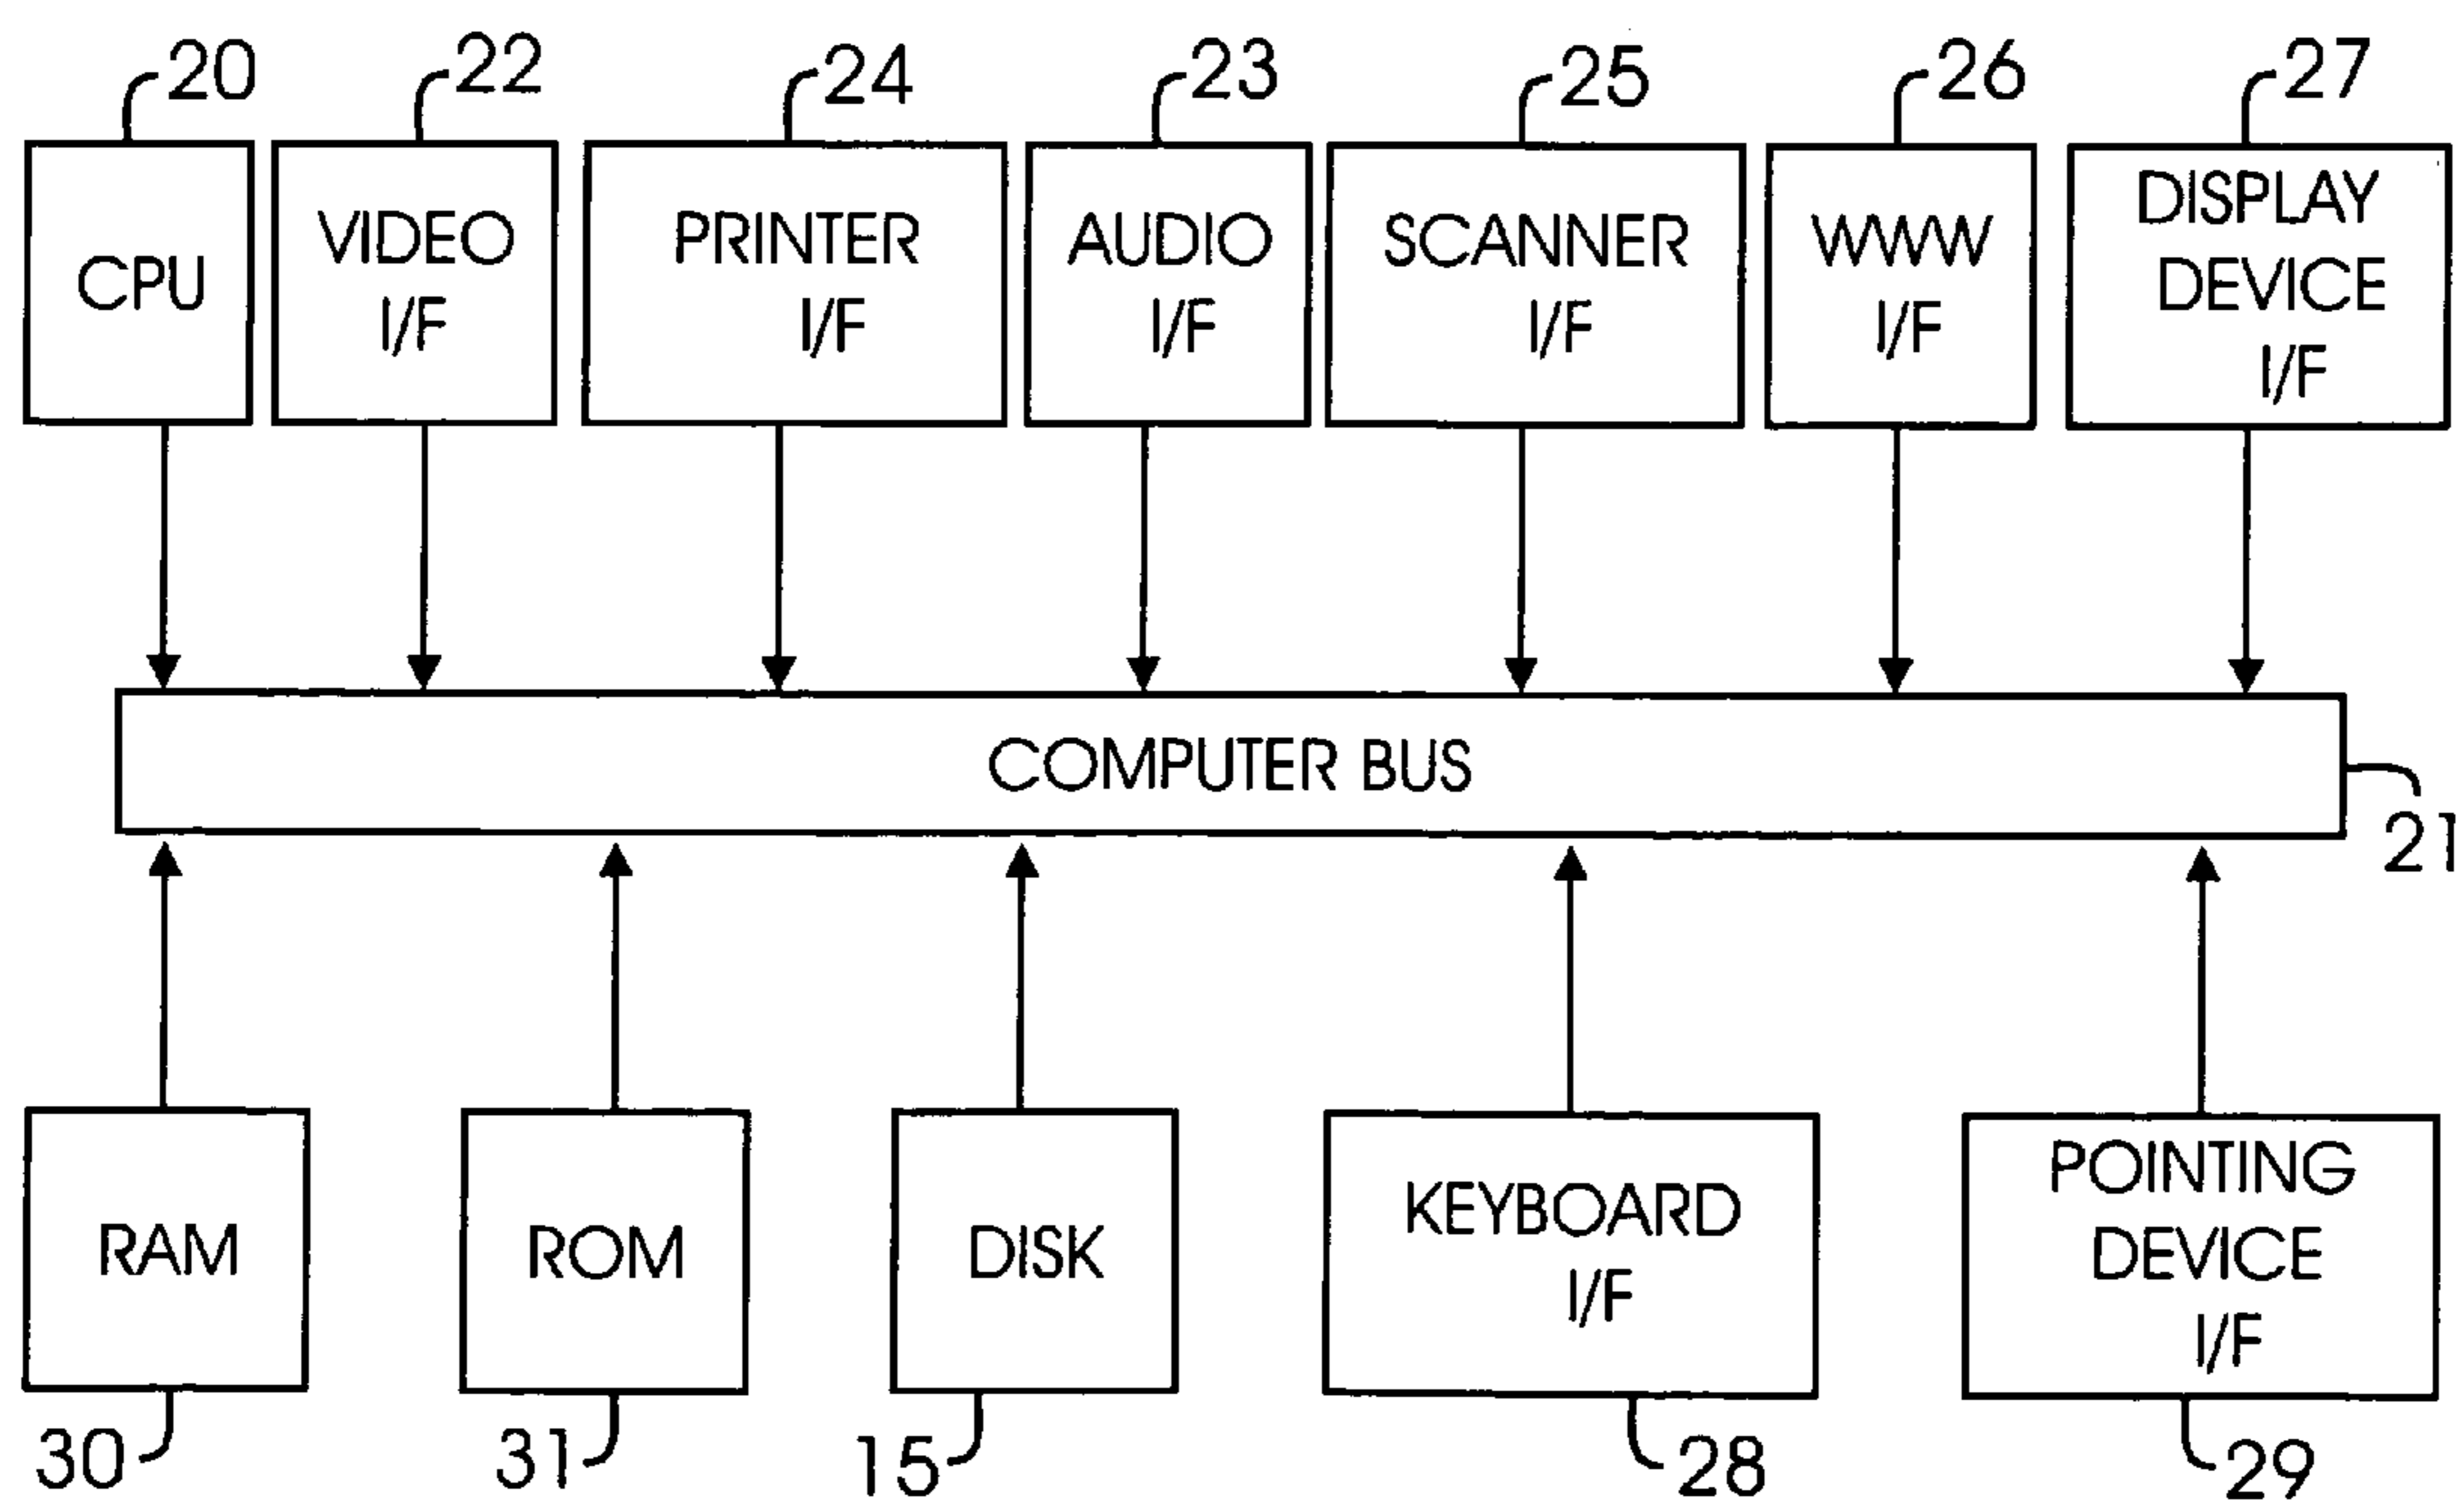 20
22
24
23
25
26
27
CPU
VIDEO
I/F
PRINTER
I/F
AUDIO
I/F
SCANNER
I/F
WWW
I/F
DISPLAY
DEVICE
I/F
COMPUTER BUS
21
RAM
ROM
DISK
KEYBOARD
I/F
POINTING
DEVICE
I/F
30
31
15
28
29